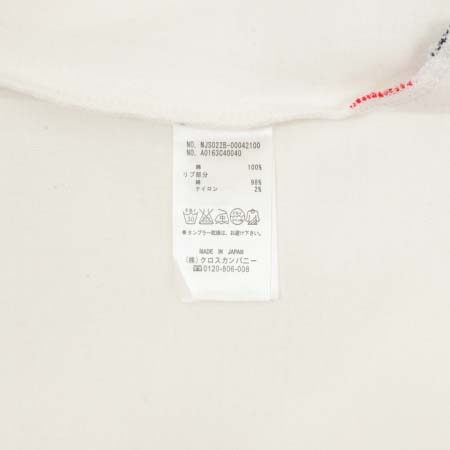 NO. MJS022B-00042100
NO. A0163C40040
綿 100%
リブ部分
綿 98%
ナイロン 2%
※タンブラー乾燥は、お避け下さい。
MADE IN JAPAN
(株)クロスカンパニー
☎0120-806-008